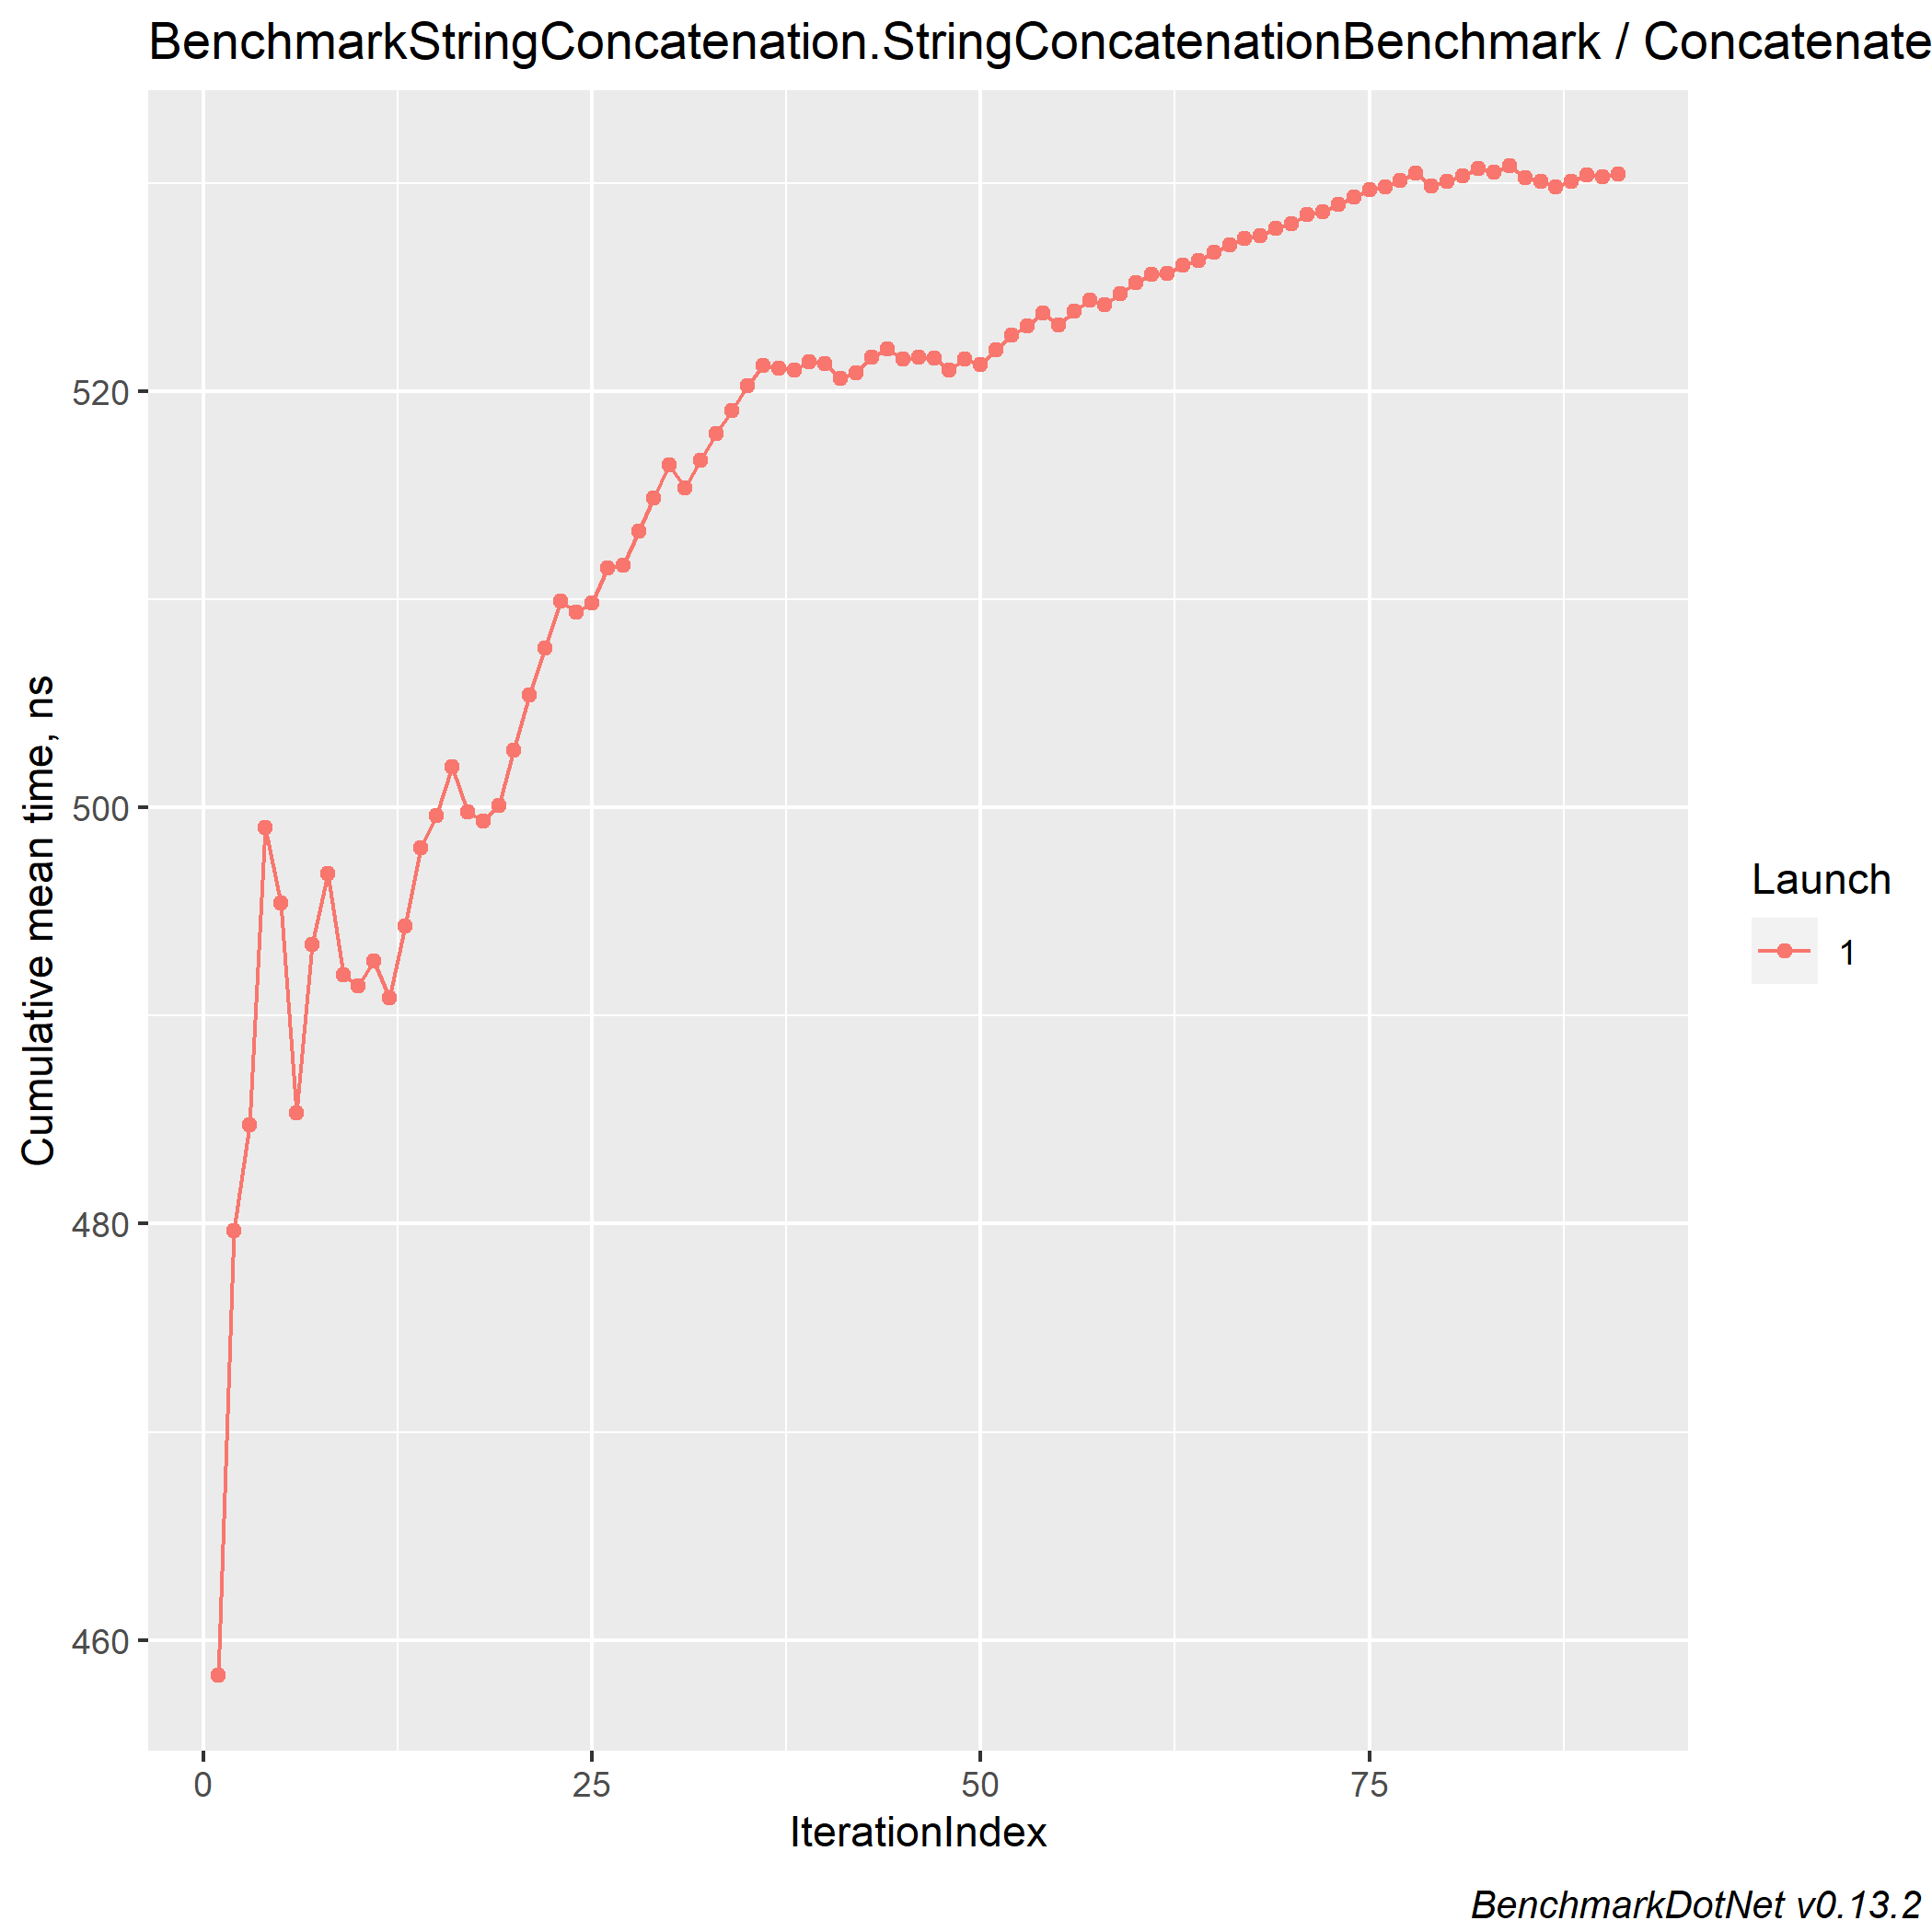 BenchmarkStringConcatenation.StringConcatenationBenchmark / Concatenate
Cumulative mean time, ns
520
500
480
460
0 25 50 75
IterationIndex
Launch
1
BenchmarkDotNet v0.13.2